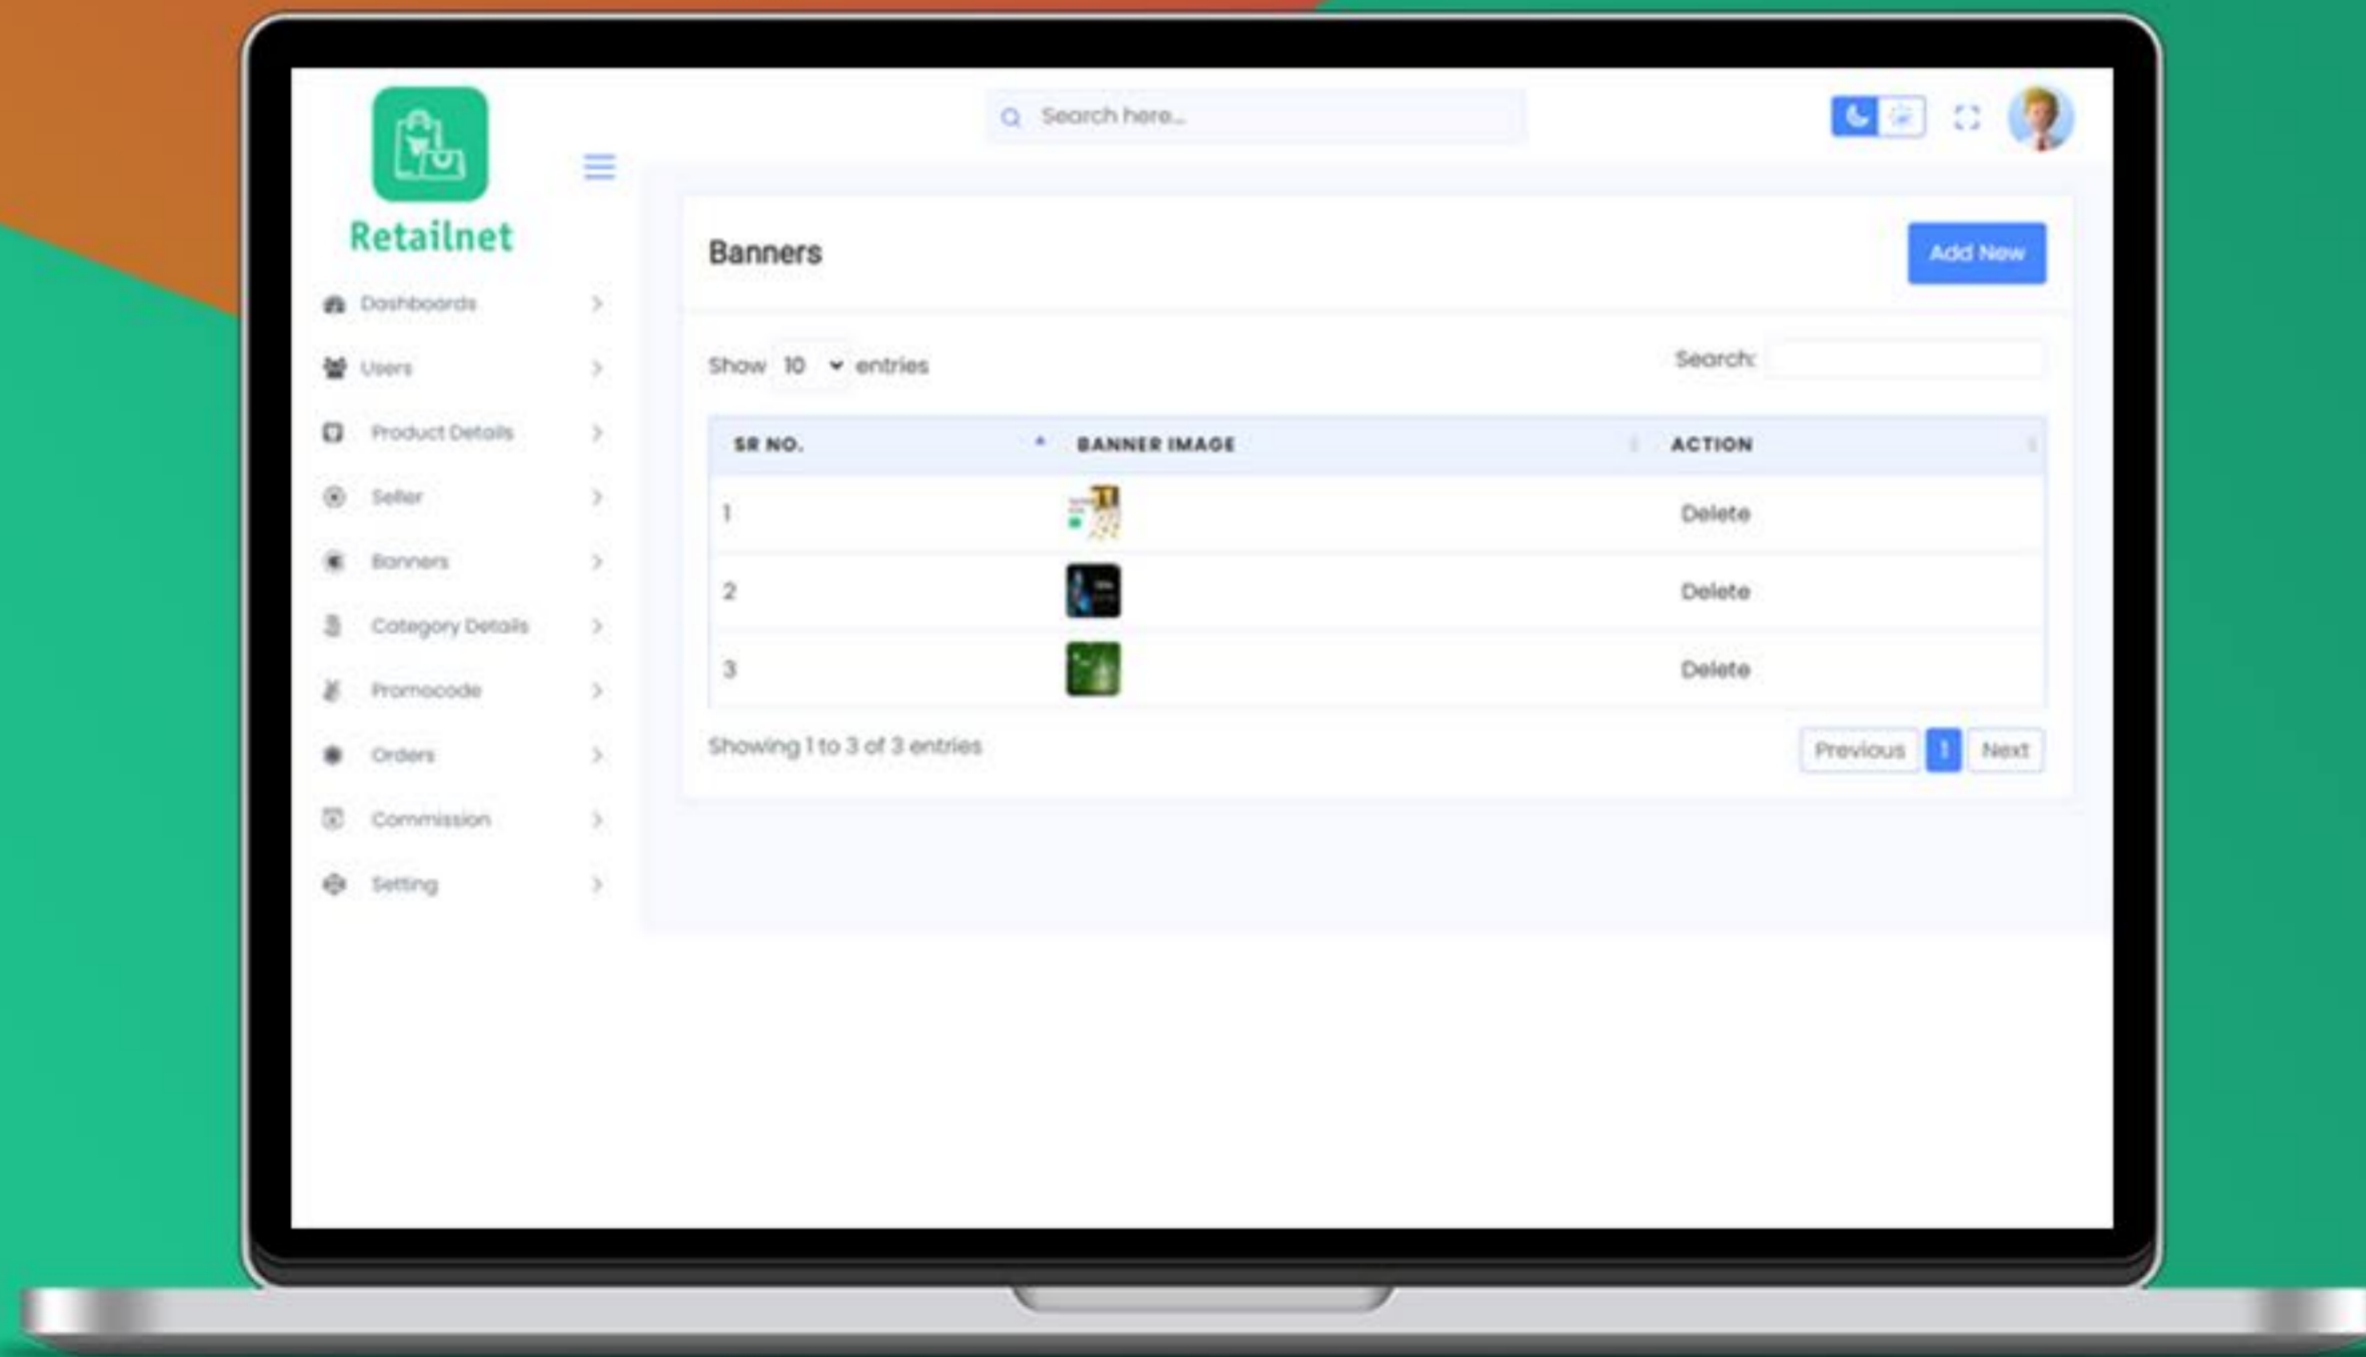 Retailnet
Dashboards
Users
Product Details
Seller
Banners
Category Details
Promocode
Orders
Commission
Setting
Search here...
Banners
Add New
Show 10 entries
Search:
SR NO. BANNER IMAGE ACTION
1 Delete
2 Delete
3 Delete
Showing 1 to 3 of 3 entries
Previous 1 Next